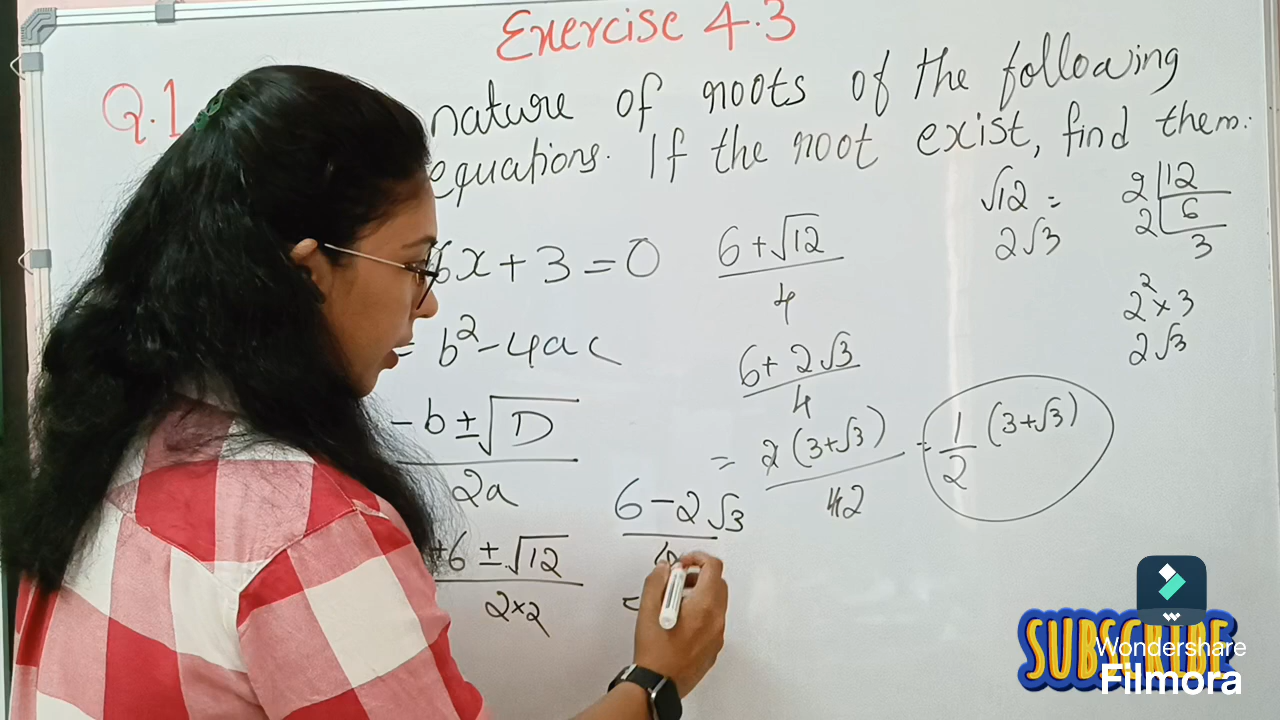 Exercise 4.3
Q.1 nature of roots of the following
equations. If the root exist, find them:
6x + 3 = 0
= b² - 4ac
- b ± √D
2a
+6 ± √12
2×2
6 + √12
4
6 + 2√3
4
= 2 (3+√3)
42
= 1/2 (3+√3)
6 - 2√3
=
√12 =
2√3
2 | 12
2 | 6
3
2² × 3
2√3
SUBSCRIBE
Wondershare
Filmora